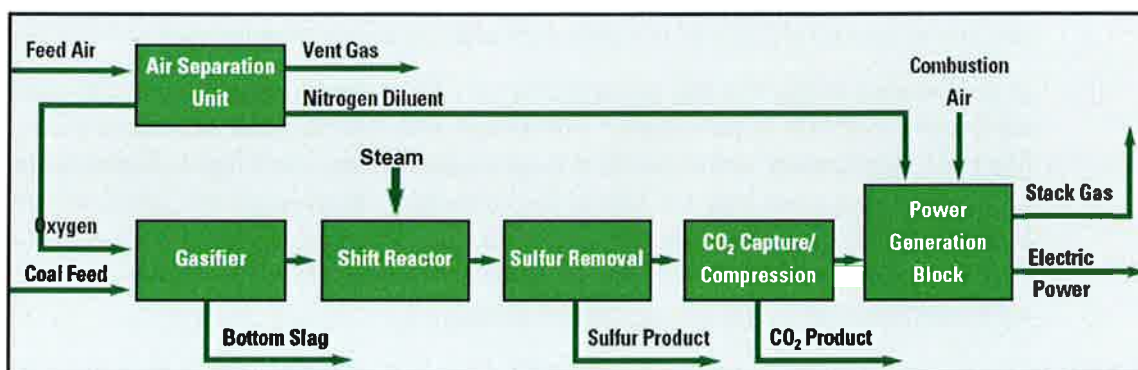 Feed Air
Air Separation
Unit
Vent Gas
Nitrogen Diluent
Combustion
Air
Steam
Oxygen
Coal Feed
Gasifier
Shift Reactor
Sulfur Removal
CO₂ Capture/
Compression
Power
Generation
Block
Stack Gas
Electric
Power
Bottom Slag
Sulfur Product
CO₂ Product